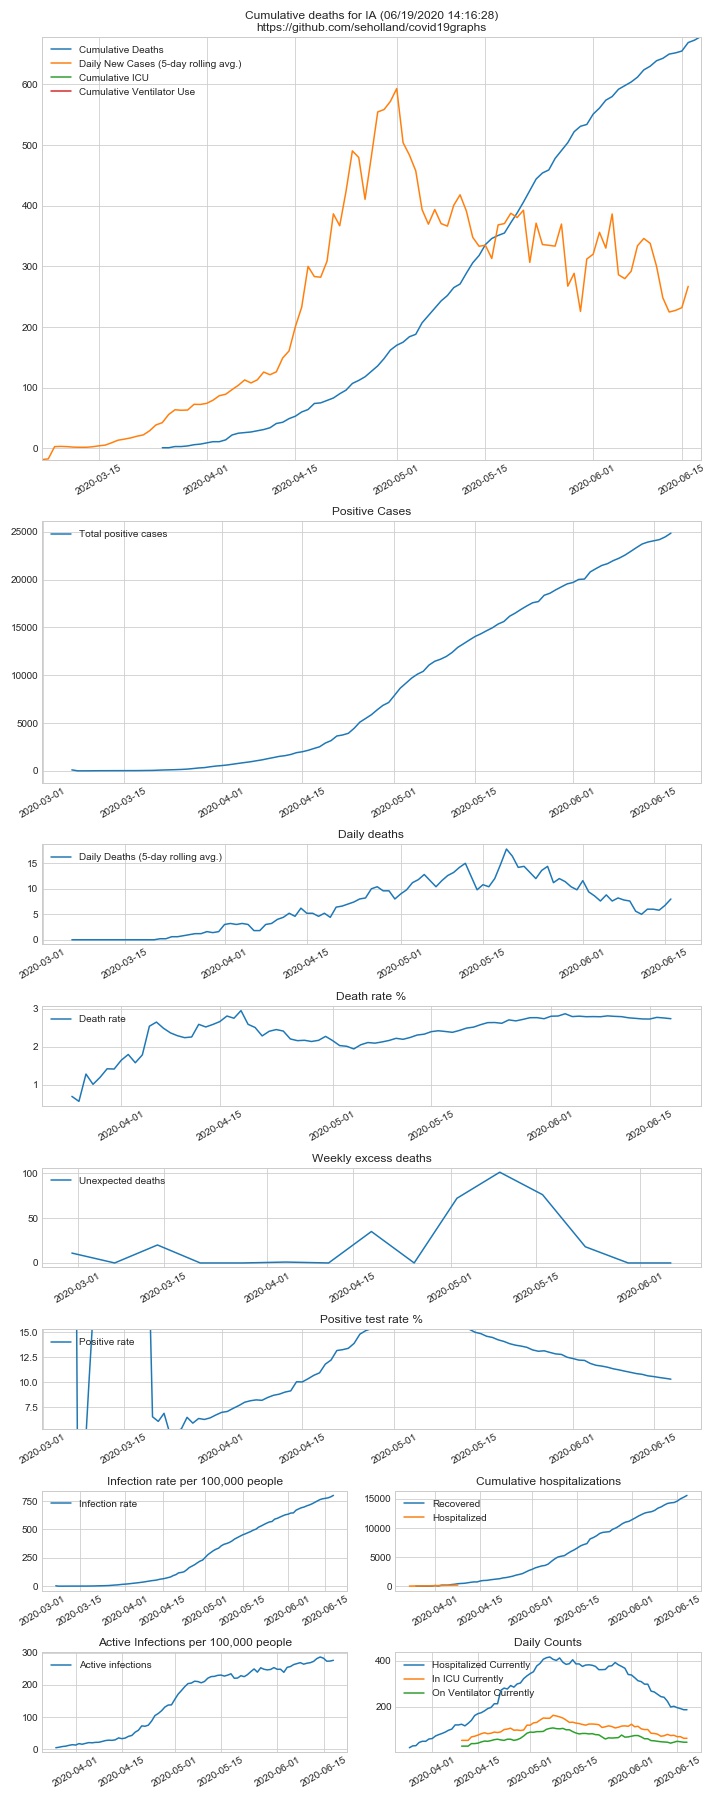 Cumulative deaths for IA (06/19/2020 14:16:28)
https://github.com/seholland/covid19graphs
Cumulative Deaths
Daily New Cases (5-day rolling avg.)
Cumulative ICU
Cumulative Ventilator Use
600
500
400
300
200
100
0
2020-03-15 2020-04-01 2020-04-15 2020-05-01 2020-05-15 2020-06-01 2020-06-15
Positive Cases
Total positive cases
25000
20000
15000
10000
5000
0
2020-03-01 2020-03-15 2020-04-01 2020-04-15 2020-05-01 2020-05-15 2020-06-01 2020-06-15
Daily deaths
Daily Deaths (5-day rolling avg.)
15
10
5
0
2020-03-01 2020-03-15 2020-04-01 2020-04-15 2020-05-01 2020-05-15 2020-06-01 2020-06-15
Death rate %
Death rate
3
2
1
2020-04-01 2020-04-15 2020-05-01 2020-05-15 2020-06-01 2020-06-15
Weekly excess deaths
Unexpected deaths
100
50
0
2020-03-01 2020-03-15 2020-04-01 2020-04-15 2020-05-01 2020-05-15 2020-06-01
Positive test rate %
Positive rate
15.0
12.5
10.0
7.5
2020-03-01 2020-03-15 2020-04-01 2020-04-15 2020-05-01 2020-05-15 2020-06-01 2020-06-15
Infection rate per 100,000 people
Infection rate
750
500
250
0
2020-03-01 2020-03-15 2020-04-01 2020-04-15 2020-05-01 2020-05-15 2020-06-01 2020-06-15
Cumulative hospitalizations
Recovered
Hospitalized
15000
10000
5000
0
2020-04-01 2020-04-15 2020-05-01 2020-05-15 2020-06-01 2020-06-15
Active Infections per 100,000 people
Active infections
300
200
100
0
2020-04-01 2020-04-15 2020-05-01 2020-05-15 2020-06-01 2020-06-15
Daily Counts
Hospitalized Currently
In ICU Currently
On Ventilator Currently
400
200
2020-04-01 2020-04-15 2020-05-01 2020-05-15 2020-06-01 2020-06-15